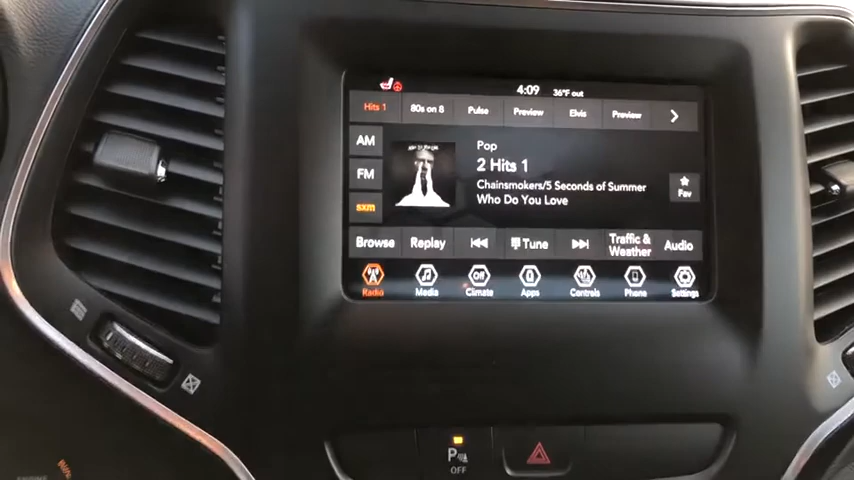 4:09 36°F out
Hits 1 80s on 8 Pulse Preview Elvis Preview
AM
FM
sxm
Pop
2 Hits 1
Chainsmokers/5 Seconds of Summer
Who Do You Love
Fav
Browse Replay Tune Traffic & Weather Audio
Radio Media Climate Apps Controls Phone Settings
Off
P OFF